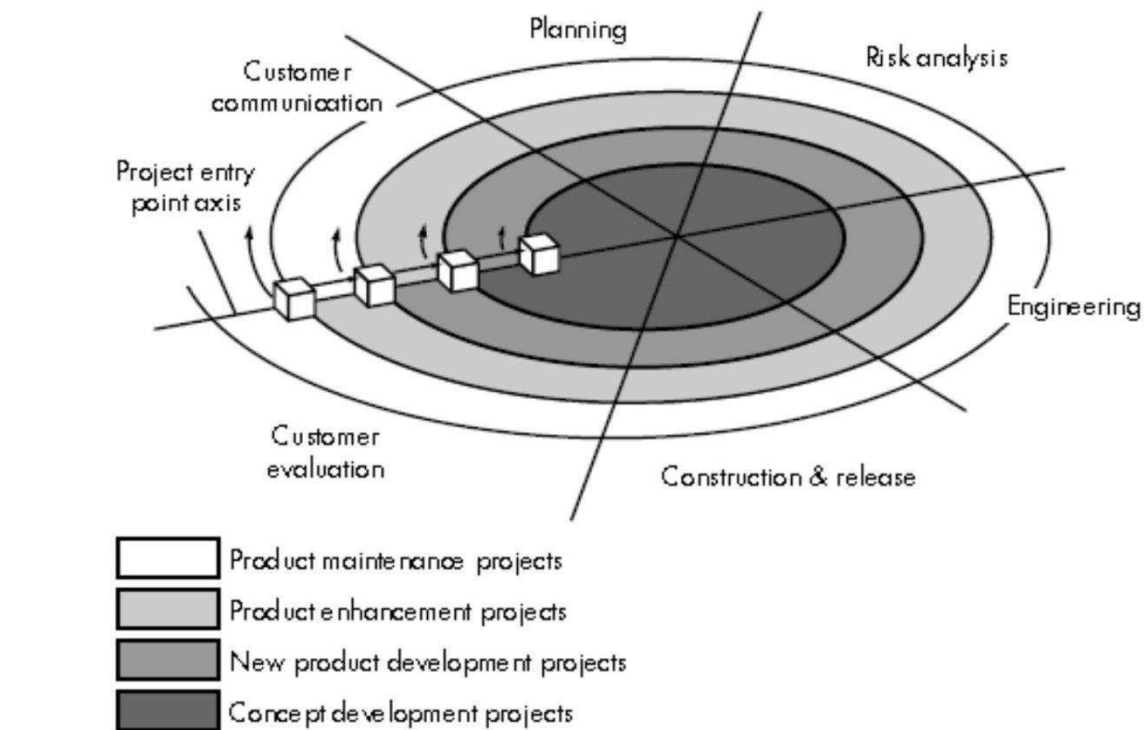 Planning
Risk analysis
Customer
communication
Project entry
point axis
Engineering
Customer
evaluation
Construction & release
Product maintenance projects
Product enhancement projects
New product development projects
Concept development projects